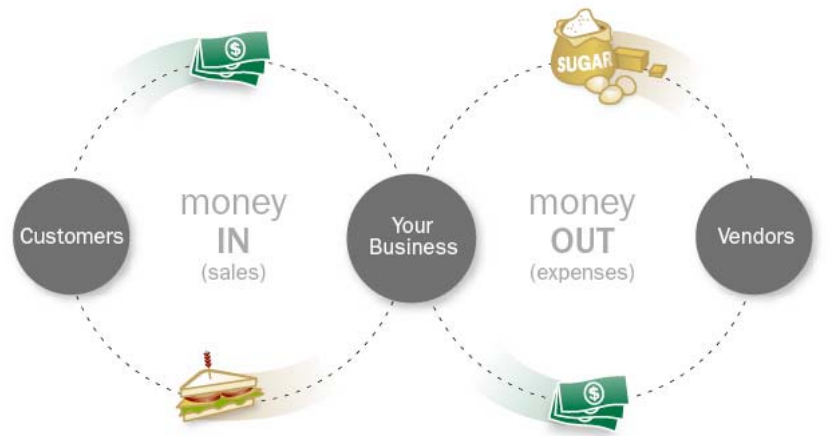 $
SUGAR
Customers
money
IN
(sales)
Your
Business
money
OUT
(expenses)
Vendors
$